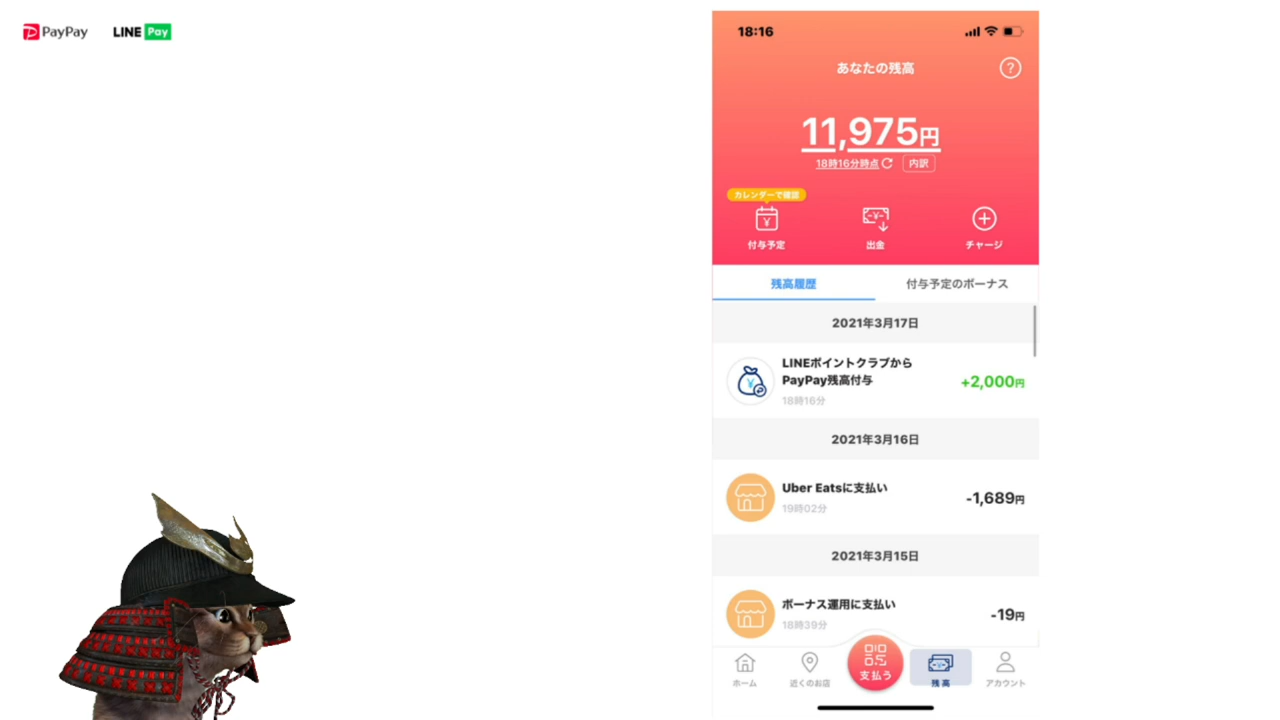 PayPay
LINE Pay
18:16
あなたの残高
?
11,975円
18時16分時点 内訳
カレンダーで確認
付与予定 出金 チャージ
残高履歴 付与予定のボーナス
2021年3月17日
LINEポイントクラブから
PayPay残高付与
+2,000円
18時16分
2021年3月16日
Uber Eatsに支払い
-1,689円
19時02分
2021年3月15日
ボーナス運用に支払い
-19円
18時39分
ホーム 近くのお店 支払う 残高 アカウント